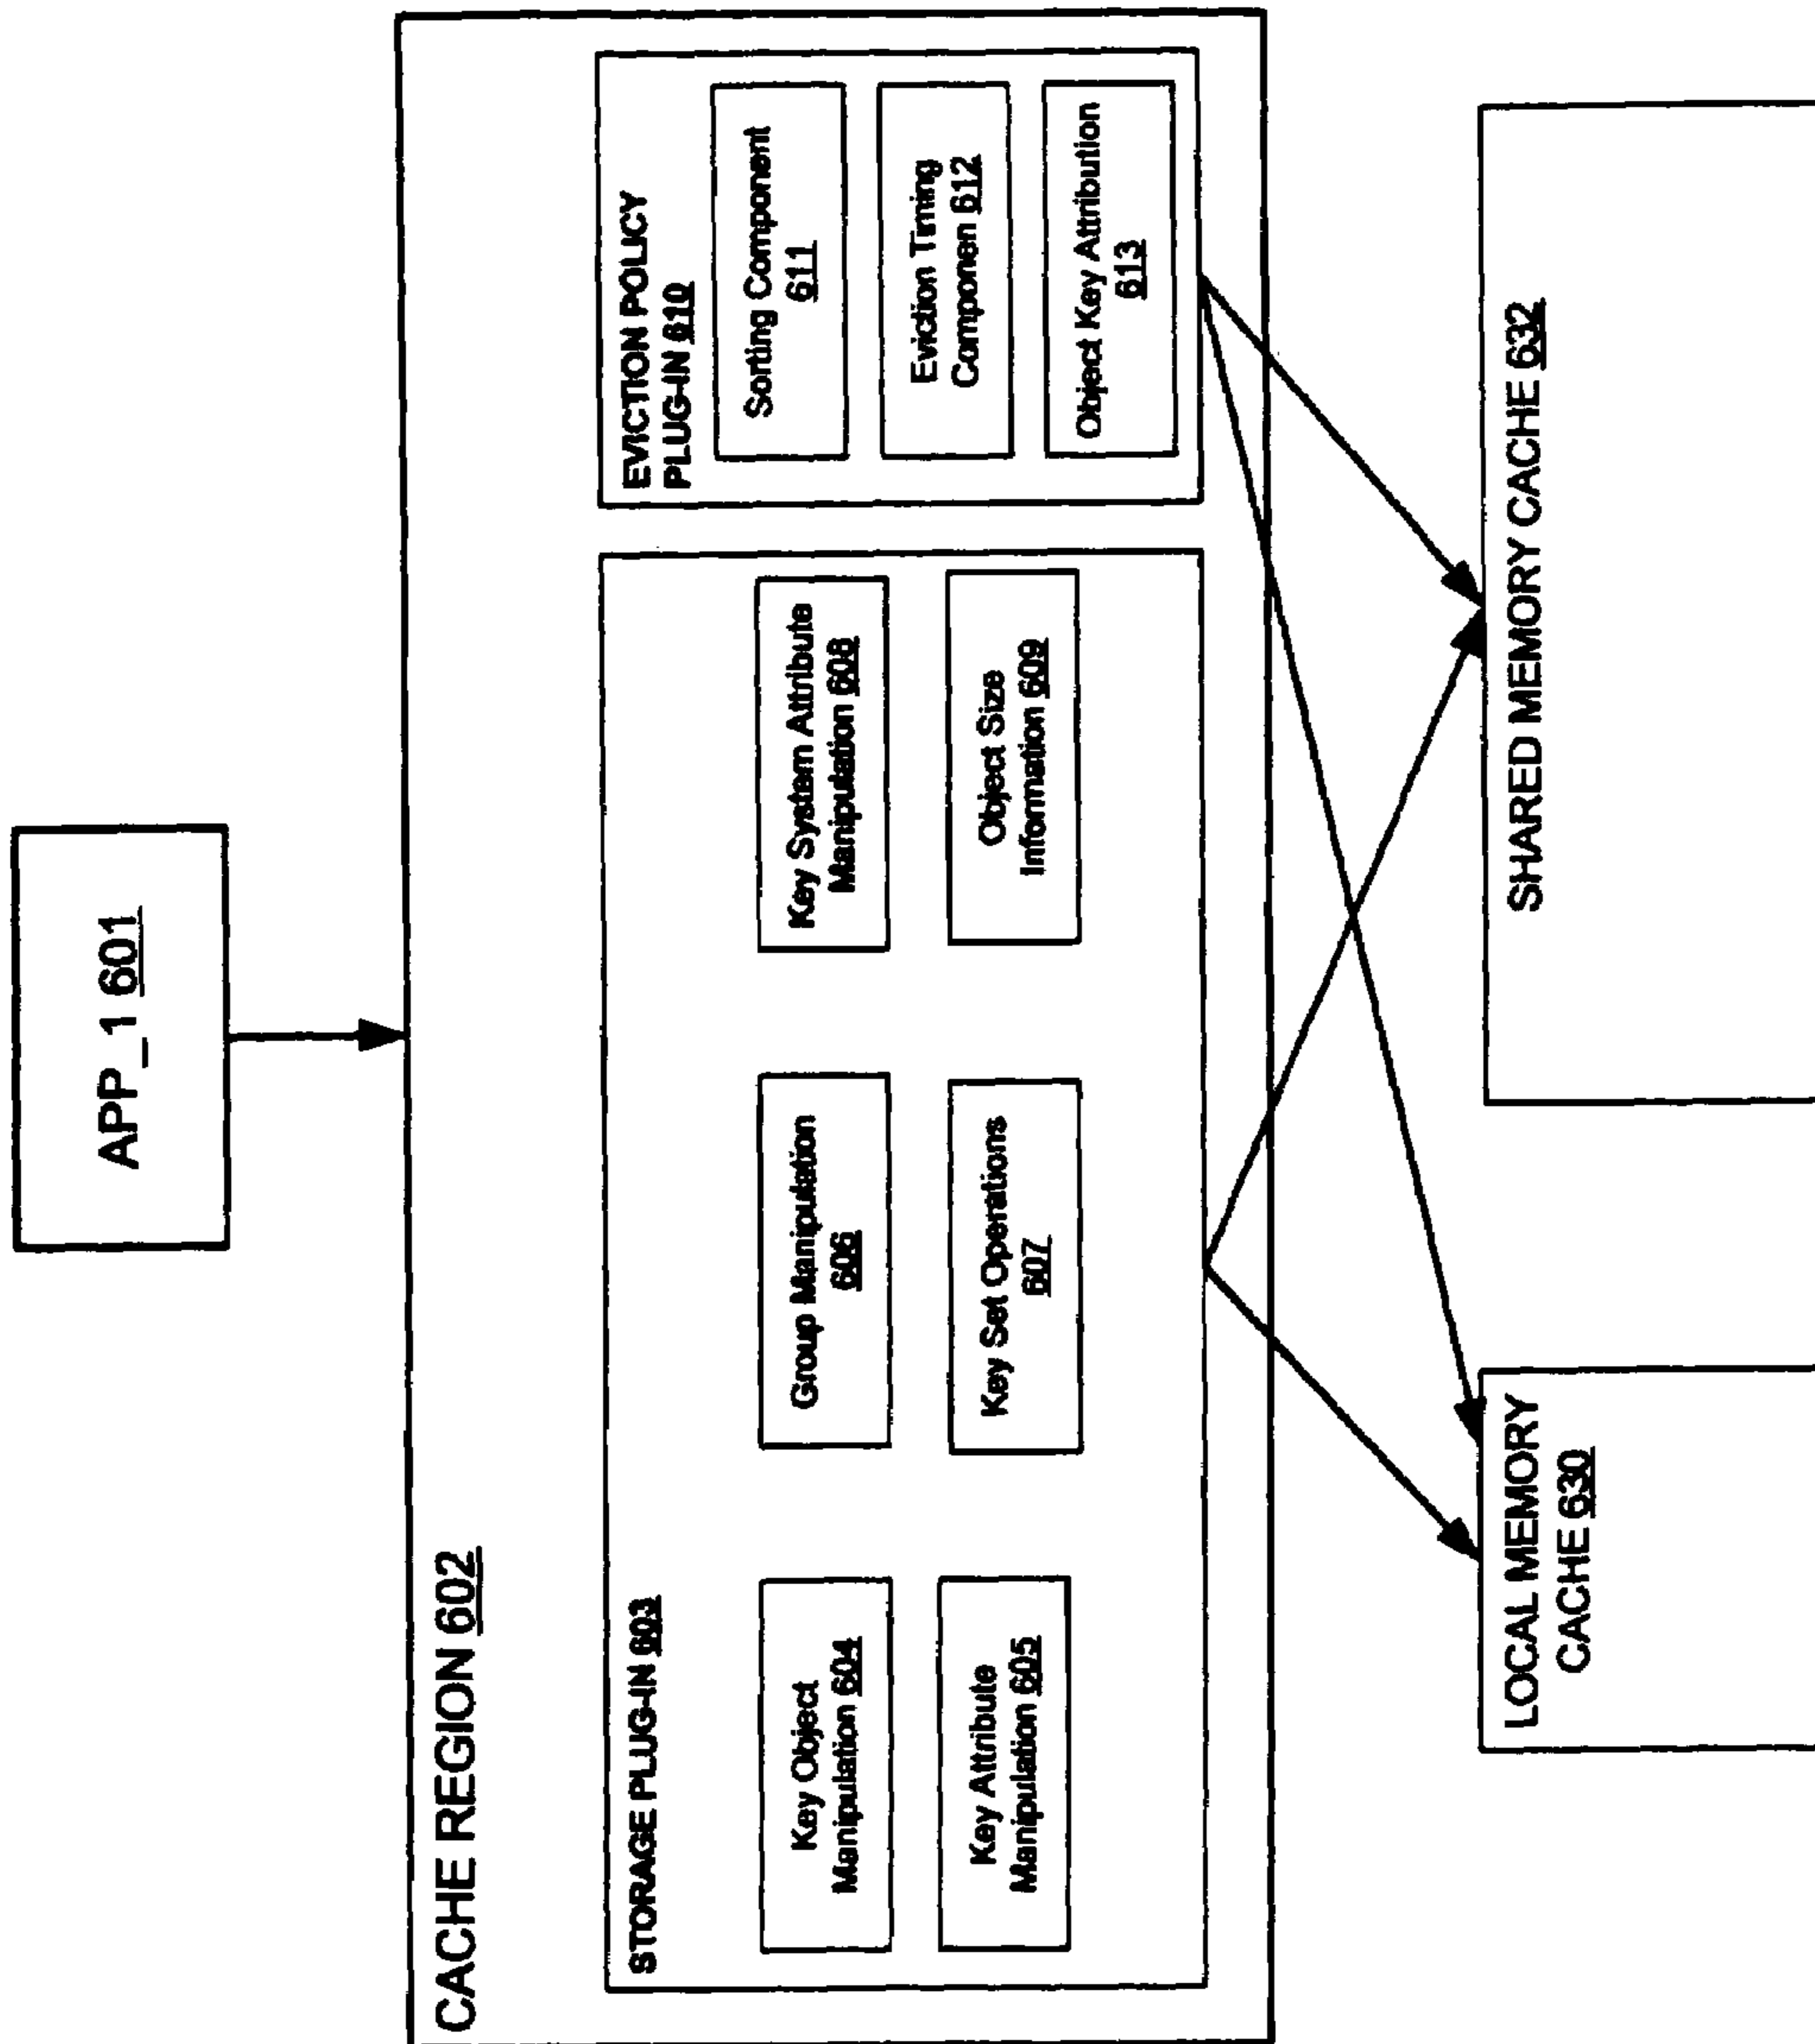 APP_1 601
CACHE REGION 602
STORAGE PLUG-IN 603
Key Object
Manipulation 604
Key Attribute
Manipulation 605
Group Manipulation
606
Key Set Operations
607
Key System Attribute
Manipulation 608
Object Size
Information 609
EVICTION POLICY
PLUG-IN 610
Sorting Component
611
Eviction Timing
Componen 612
Object Key Attribution
613
LOCAL MEMORY
CACHE 630
SHARED MEMORY CACHE 632